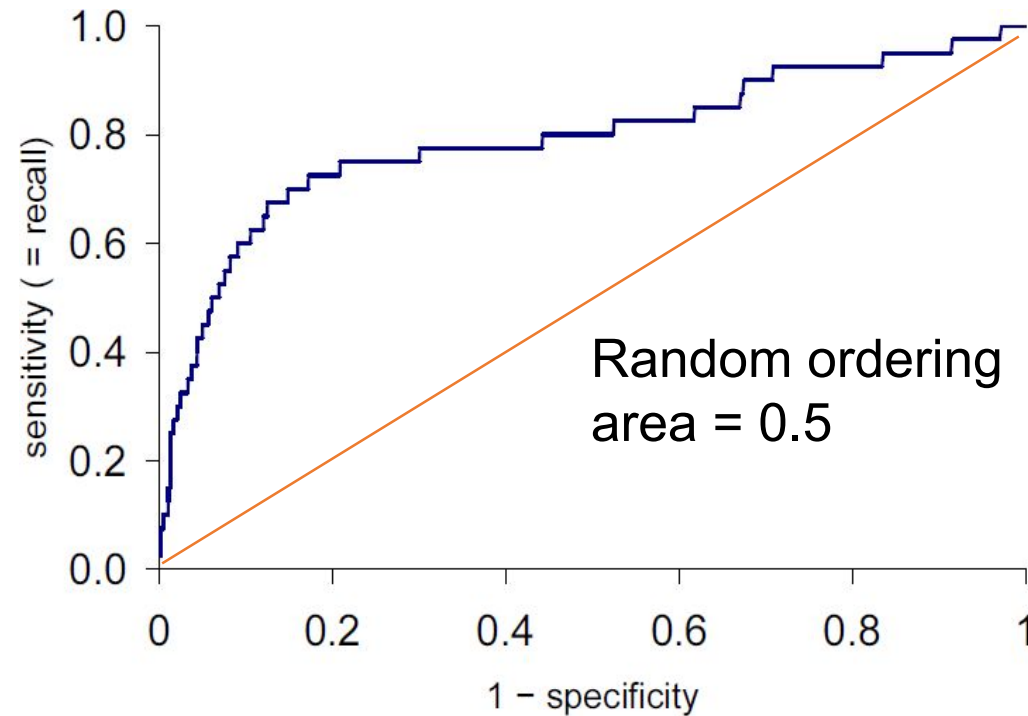 1.0
0.8
0.6
0.4
0.2
0.0
sensitivity ( = recall)
Random ordering
area = 0.5
0 0.2 0.4 0.6 0.8 1
1 − specificity